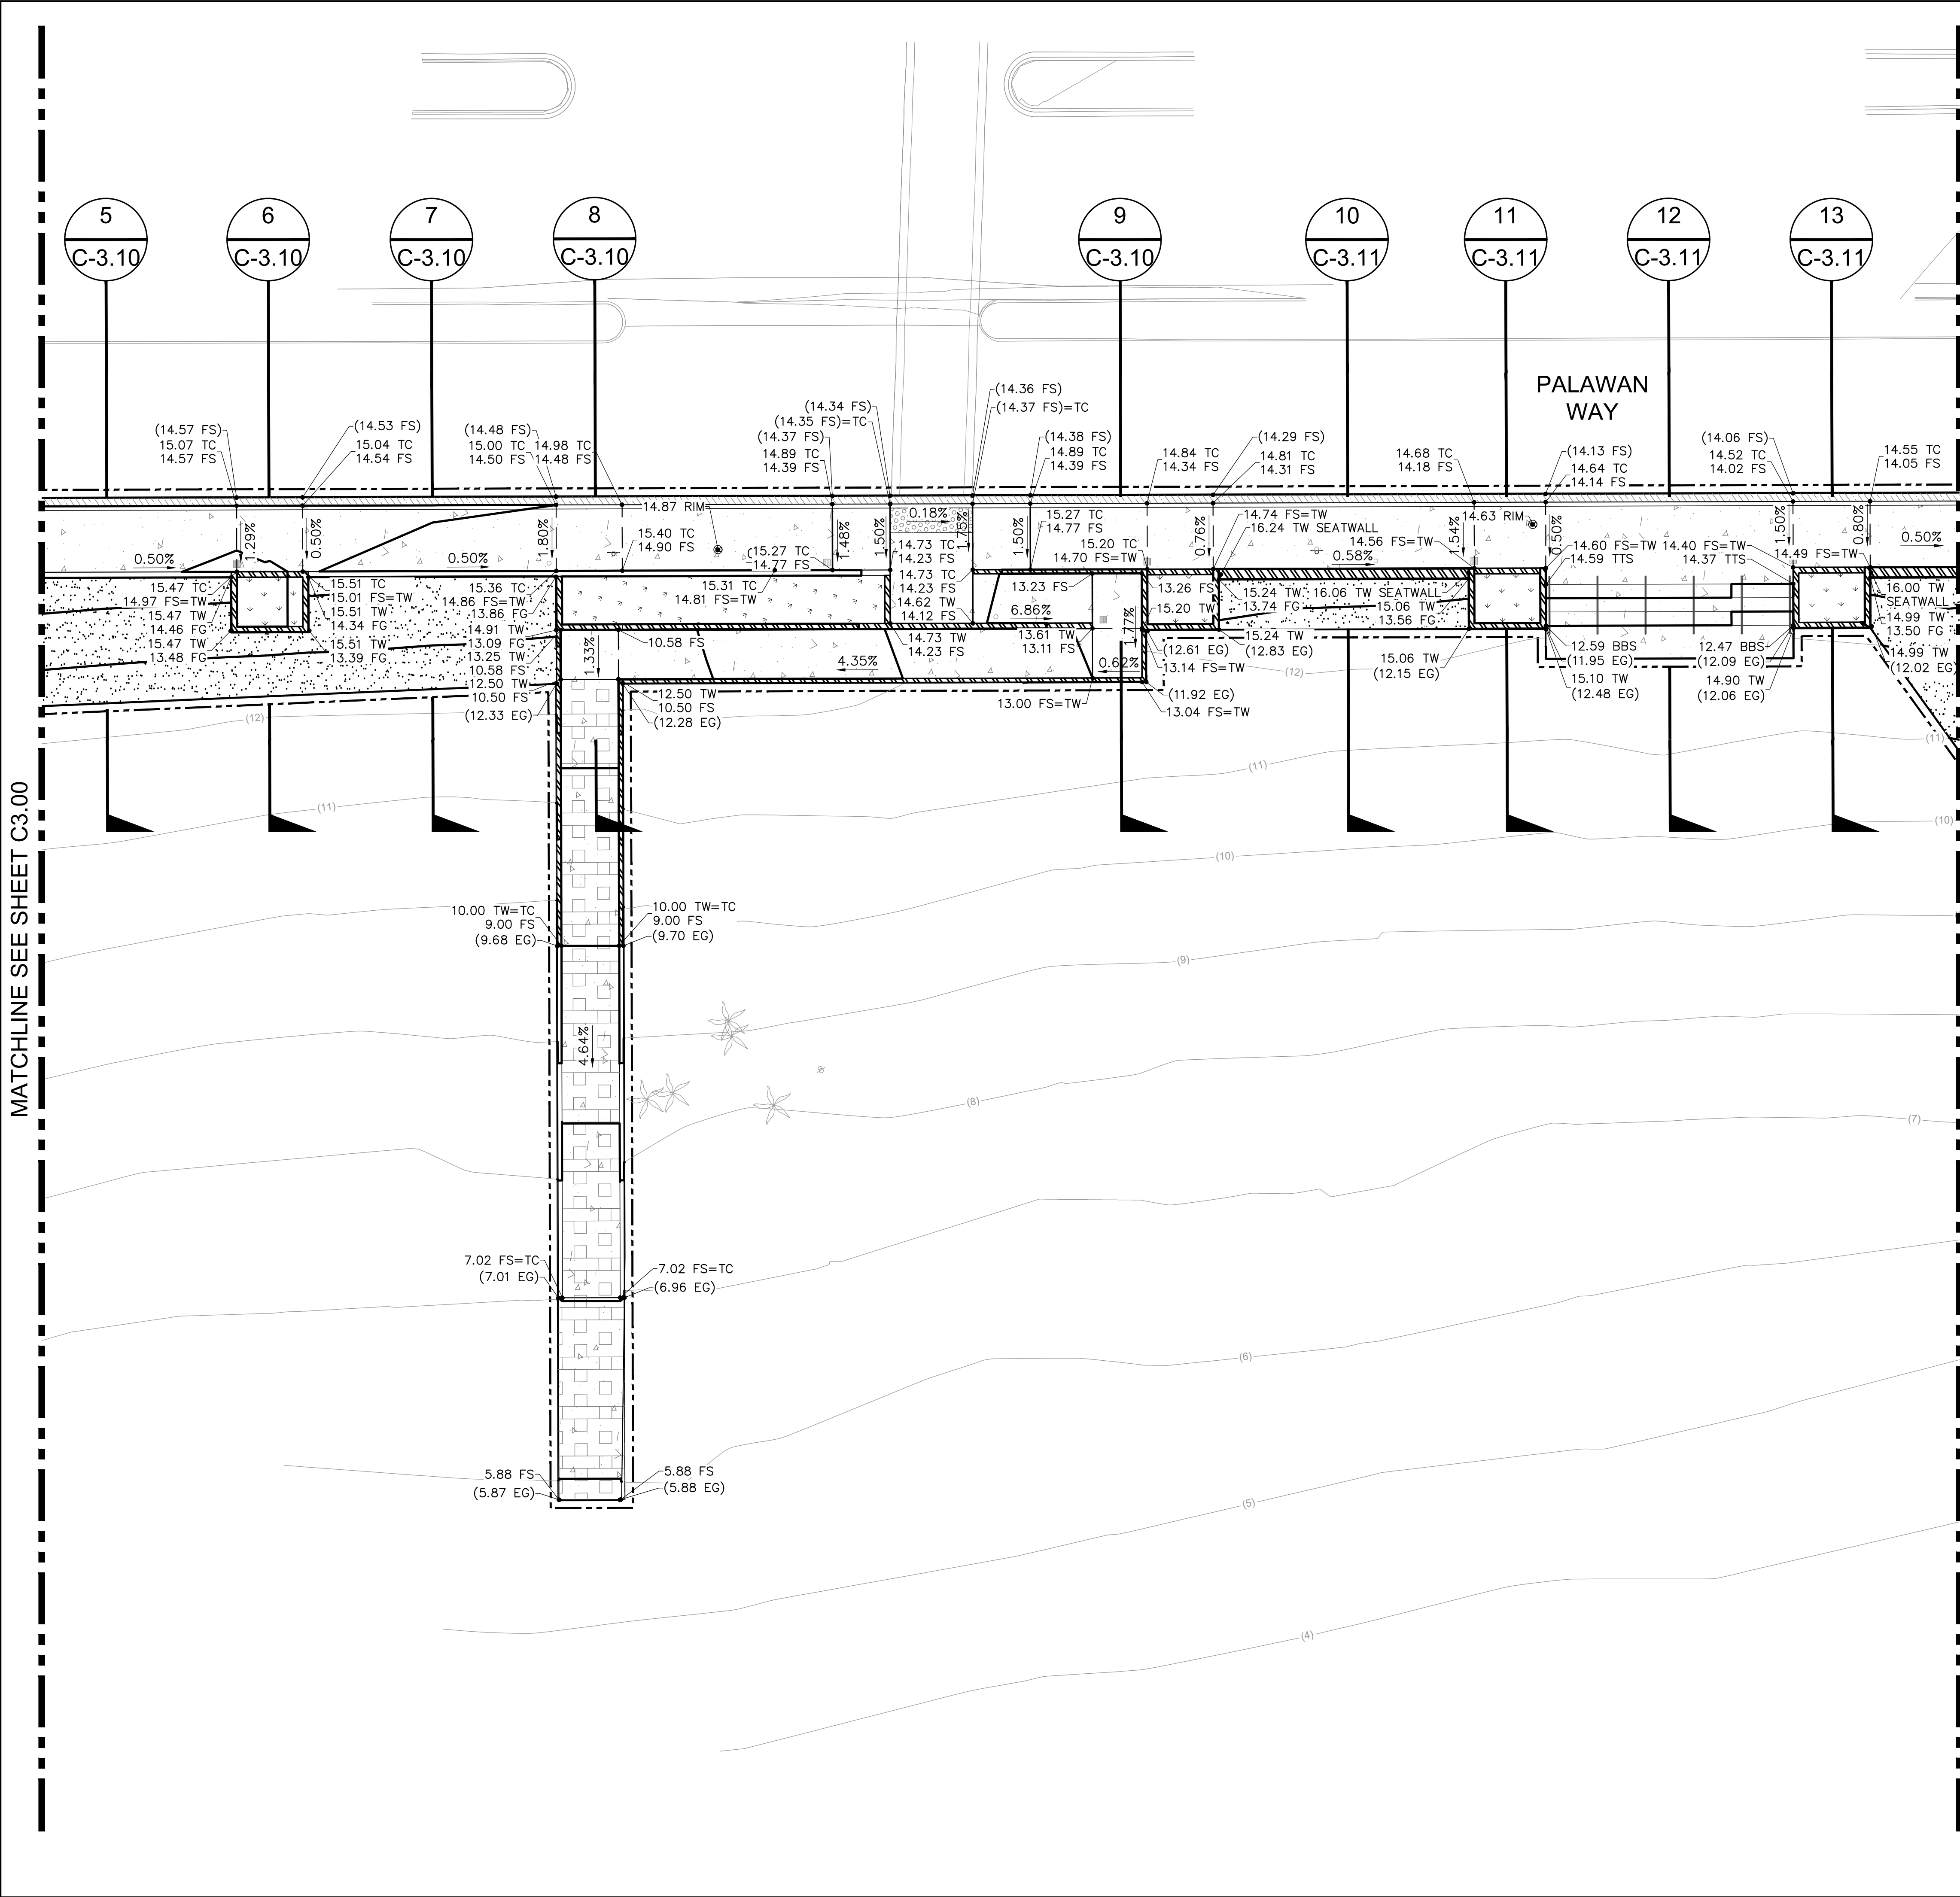 5
C-3.10
6
C-3.10
7
C-3.10
8
C-3.10
9
C-3.10
10
C-3.11
11
C-3.11
12
C-3.11
13
C-3.11
PALAWAN
WAY
(14.57 FS)
15.07 TC
14.57 FS
(14.53 FS)
15.04 TC
14.54 FS
(14.48 FS)
15.00 TC
14.50 FS
14.98 TC
14.48 FS
(14.34 FS)
(14.35 FS)=TC
(14.37 FS)
14.89 TC
14.39 FS
(14.36 FS)
(14.37 FS)=TC
(14.38 FS)
14.89 TC
14.39 FS
14.84 TC
14.34 FS
(14.29 FS)
14.81 TC
14.31 FS
14.68 TC
14.18 FS
(14.13 FS)
14.64 TC
14.14 FS
(14.06 FS)
14.52 TC
14.02 FS
14.55 TC
14.05 FS
0.50%
1.29%
0.50%
0.50%
1.80%
14.87 RIM
15.40 TC
14.90 FS
(15.27 TC
14.77 FS
1.48%
1.50%
0.18%
1.75%
1.50%
15.27 TC
14.77 FS
15.20 TC
14.70 FS=TW
0.76%
14.74 FS=TW
16.24 TW SEATWALL
14.56 FS=TW
0.58%
1.54%
14.63 RIM
0.50%
14.60 FS=TW
14.59 TTS
14.40 FS=TW
14.37 TTS
1.50%
14.49 FS=TW
0.80%
0.50%
15.47 TC
14.97 FS=TW
15.47 TW
14.46 FG
15.47 TW
13.48 FG
15.51 TC
15.01 FS=TW
15.51 TW
14.34 FG
15.51 TW
13.39 FG
15.36 TC
14.86 FS=TW
13.86 FG
14.91 TW
13.09 FG
13.25 TW
10.58 FS
12.50 TW
10.50 FS
(12.33 EG)
15.31 TC
14.81 FS=TW
14.73 TC
14.23 FS
14.73 TC
14.23 FS
14.62 TW
14.12 FS
13.23 FS
6.86%
13.26 FS
15.20 TW
15.24 TW
13.74 FG
16.06 TW SEATWALL
15.06 TW
13.56 FG
16.00 TW
SEATWALL
14.99 TW
13.50 FG
14.99 TW
(12.02 EG)
1.33%
10.58 FS
4.35%
14.73 TW
14.23 FS
13.61 TW
13.11 FS
1.77%
0.62%
(12.61 EG)
13.14 FS=TW
15.24 TW
(12.83 EG)
15.06 TW
(12.15 EG)
12.59 BBS
(11.95 EG)
15.10 TW
(12.48 EG)
12.47 BBS
(12.09 EG)
14.90 TW
(12.06 EG)
12.50 TW
10.50 FS
(12.28 EG)
13.00 FS=TW
(11.92 EG)
13.04 FS=TW
(12)
(12)
(11)
(11)
(11)
(10)
(10)
MATCHLINE SEE SHEET C3.00
10.00 TW=TC
9.00 FS
(9.68 EG)
10.00 TW=TC
9.00 FS
(9.70 EG)
(9)
4.64%
(8)
(7)
7.02 FS=TC
(7.01 EG)
7.02 FS=TC
(6.96 EG)
(6)
5.88 FS
(5.87 EG)
5.88 FS
(5.88 EG)
(5)
(4)